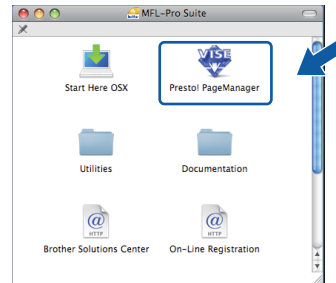 MFL-Pro Suite
Start Here OSX
VISE
Presto! PageManager
Utilities
Documentation
@
HTTP
Brother Solutions Center
@
HTTP
On-Line Registration